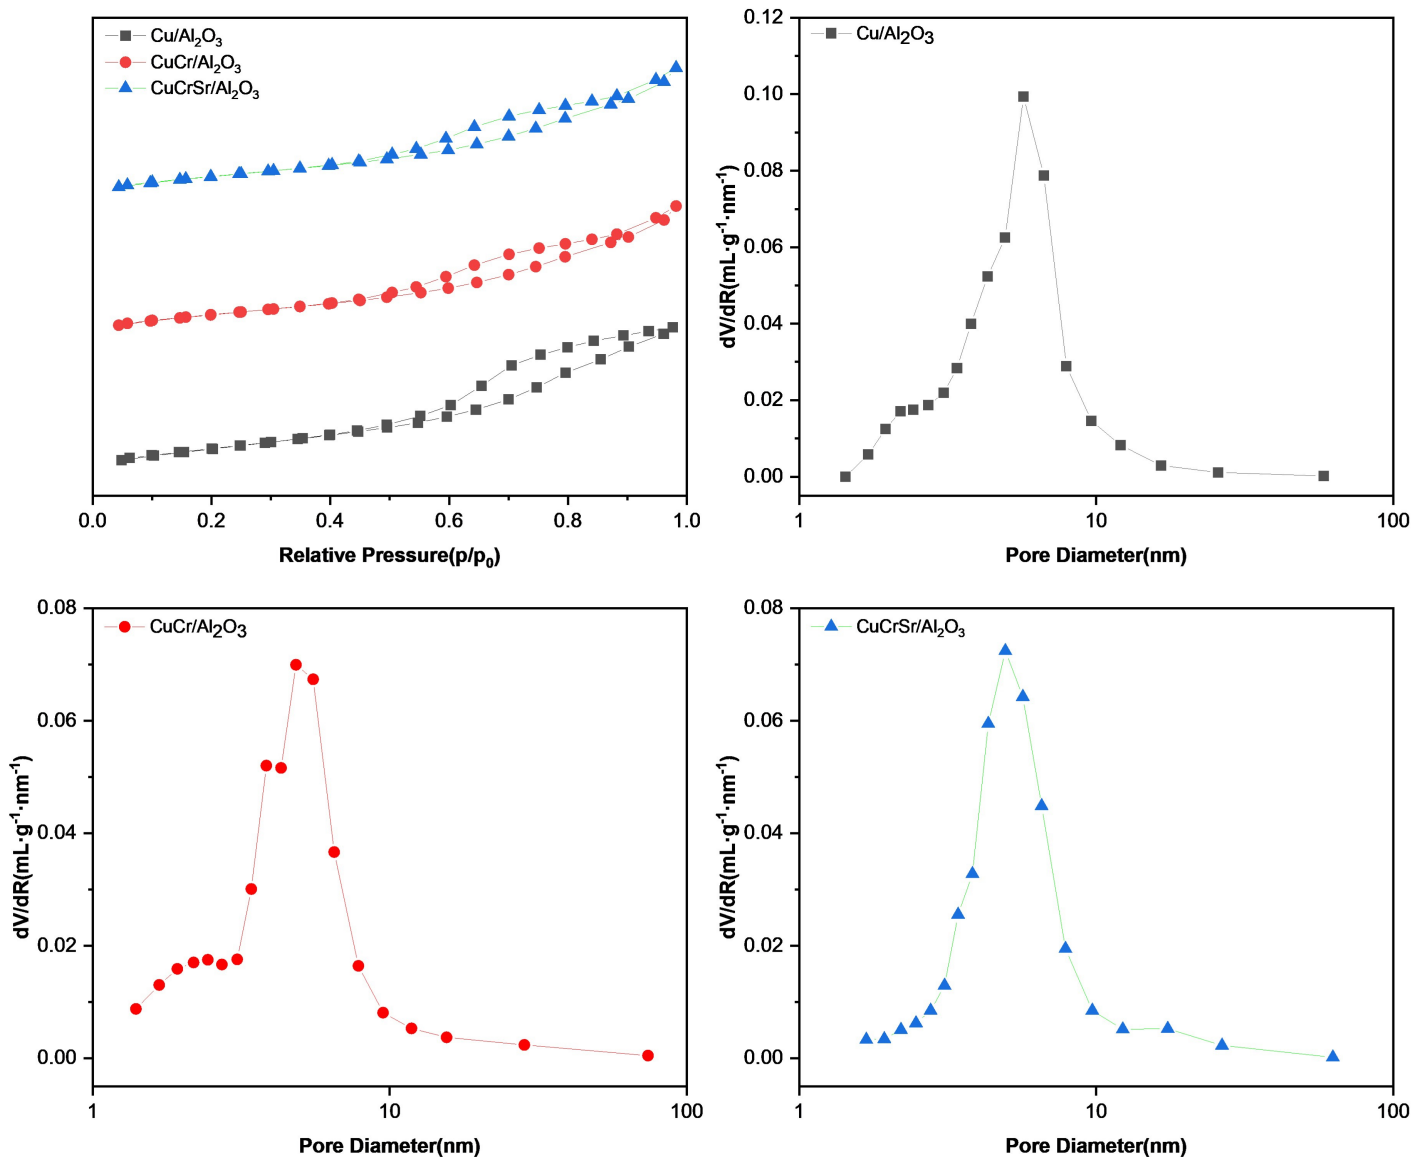 Cu/Al₂O₃
CuCr/Al₂O₃
CuCrSr/Al₂O₃
0.0 0.2 0.4 0.6 0.8 1.0
Relative Pressure(p/p₀)
Cu/Al₂O₃
0.12
0.10
0.08
0.06
0.04
0.02
0.00
dV/dR(mL·g⁻¹·nm⁻¹)
1 10 100
Pore Diameter(nm)
CuCr/Al₂O₃
0.08
0.06
0.04
0.02
0.00
dV/dR(mL·g⁻¹·nm⁻¹)
1 10 100
Pore Diameter(nm)
CuCrSr/Al₂O₃
0.08
0.06
0.04
0.02
0.00
dV/dR(mL·g⁻¹·nm⁻¹)
1 10 100
Pore Diameter(nm)